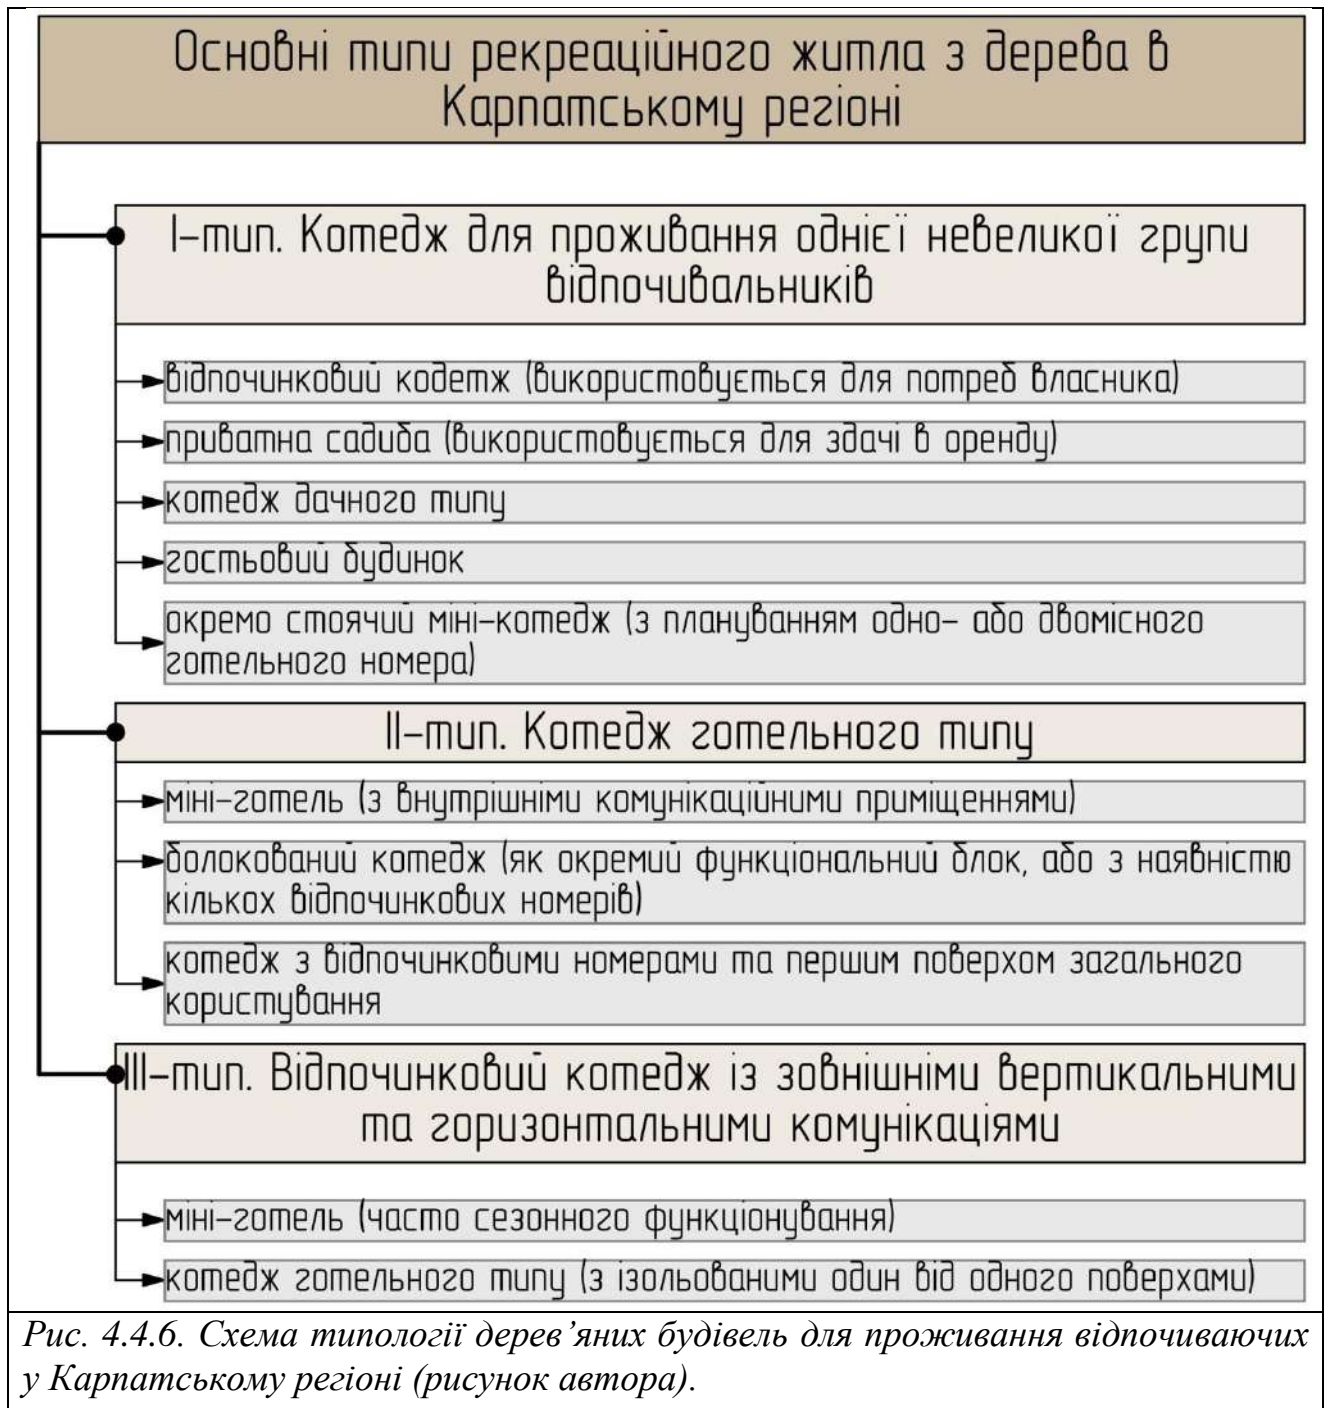 Основні типи рекреаційного житла з дерева в
Карпатському регіоні
І-тип. Котедж для проживання однієї невеликої групи
відпочивальників
відпочинковий кодетж (використовується для потреб власника)
приватна садиба (використовується для здачі в оренду)
котедж дачного типу
гостьовий будинок
окремо стоячий міні-котедж (з плануванням одно- або двомісного
готельного номера)
ІІ-тип. Котедж готельного типу
міні-готель (з внутрішніми комунікаційними приміщеннями)
болокований котедж (як окремий функціональний блок, або з наявністю
кількох відпочинкових номерів)
котедж з відпочинковими номерами та першим поверхом загального
користування
ІІІ-тип. Відпочинковий котедж із зовнішніми вертикальними
та горизонтальними комунікаціями
міні-готель (часто сезонного функціонування)
котедж готельного типу (з ізольованими один від одного поверхами)
Рис. 4.4.6. Схема типології дерев’яних будівель для проживання відпочиваючих
у Карпатському регіоні (рисунок автора).